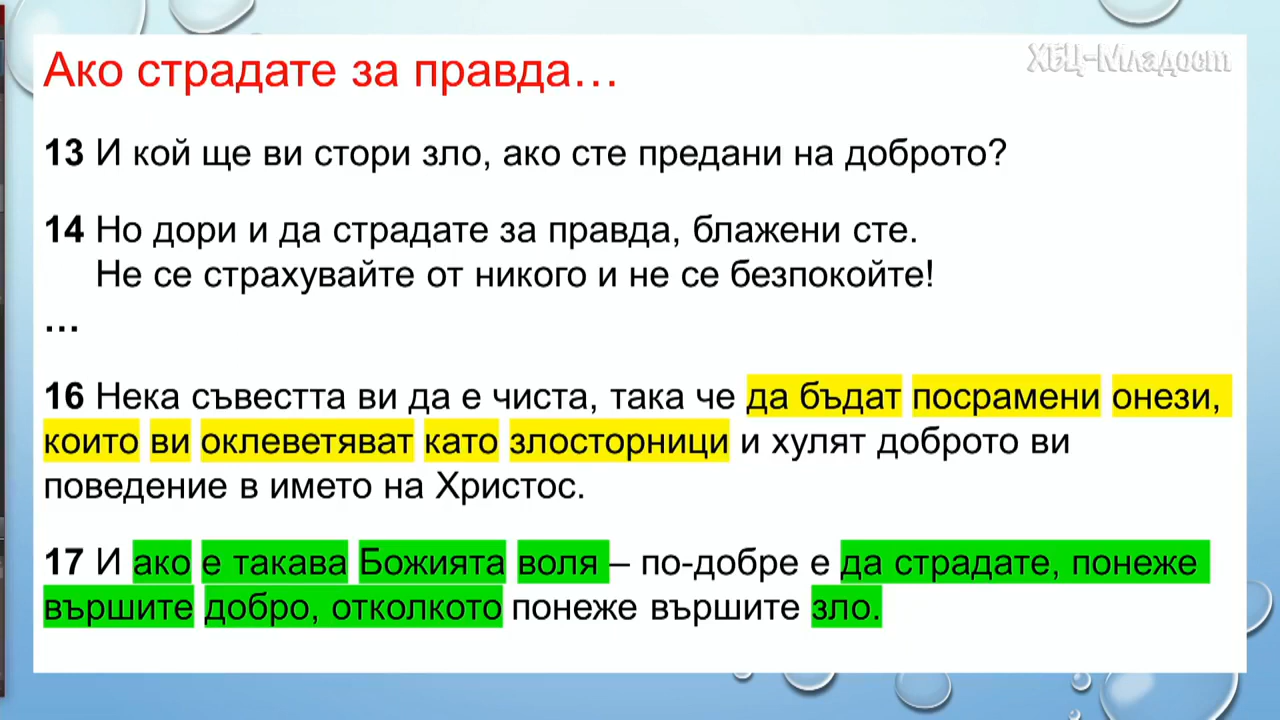 Ако страдате за правда…
ХБЦ-Младост
13 И кой ще ви стори зло, ако сте предани на доброто?
14 Но дори и да страдате за правда, блажени сте.
Не се страхувайте от никого и не се безпокойте!
…
16 Нека съвестта ви да е чиста, така че да бъдат посрамени онези,
които ви оклеветяват като злосторници и хулят доброто ви
поведение в името на Христос.
17 И ако е такава Божията воля – по-добре е да страдате, понеже
вършите добро, отколкото понеже вършите зло.